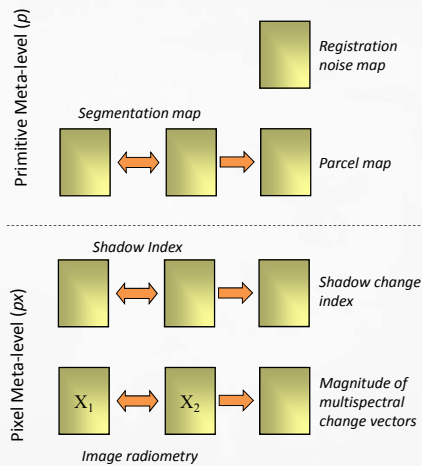 Primitive Meta-level (p)
Registration
noise map
Segmentation map
Parcel map
Pixel Meta-level (px)
Shadow Index
Shadow change
index
X1
X2
Magnitude of
multispectral
change vectors
Image radiometry